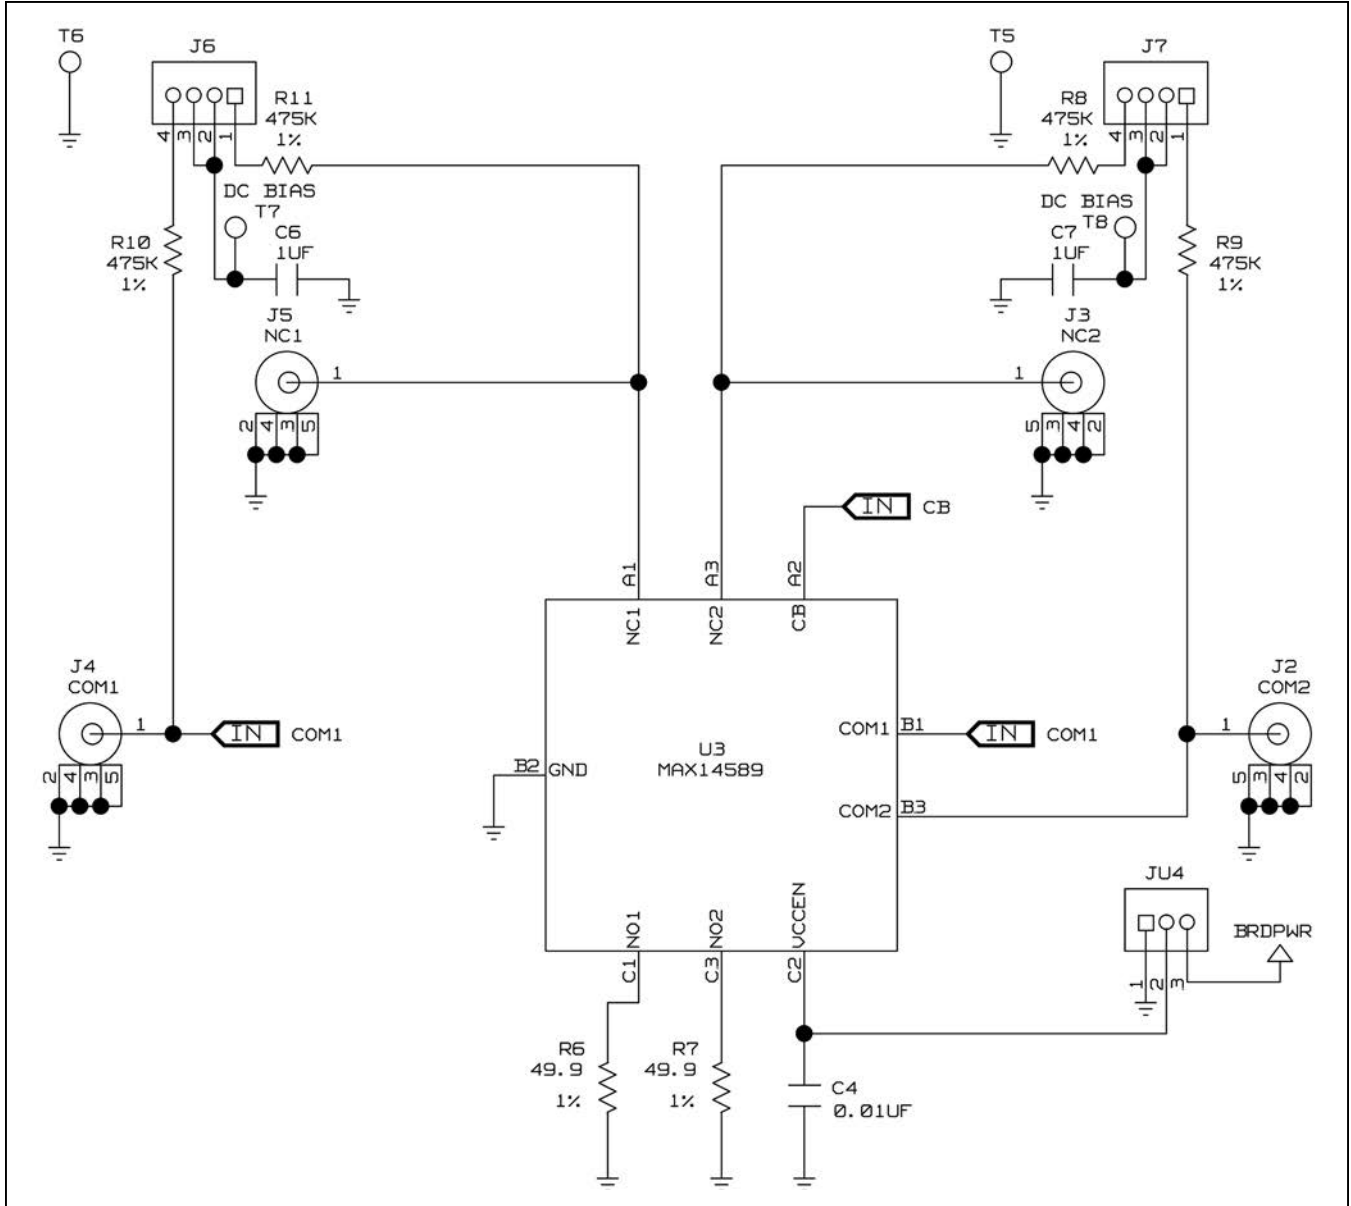 T6
J6
4
3
2
1
R11
475K
1%
T5
J7
R8
475K
1%
4
3
2
1
DC BIAS
T7
C6
1UF
R10
475K
1%
DC BIAS
T8
C7
1UF
R9
475K
1%
J5
NC1
1
2
4
3
5
J3
NC2
1
5
3
4
2
IN CB
A1
A3
A2
NC1
NC2
CB
J4
COM1
1
2
4
3
5
IN COM1
U3
MAX14589
B2
GND
COM1 B1
IN COM1
COM2 B3
J2
COM2
1
5
3
4
2
NO1
NO2
VCCEN
C1
C3
C2
JU4
1
2
3
BRDPWR
R6
49.9
1%
R7
49.9
1%
C4
0.01UF